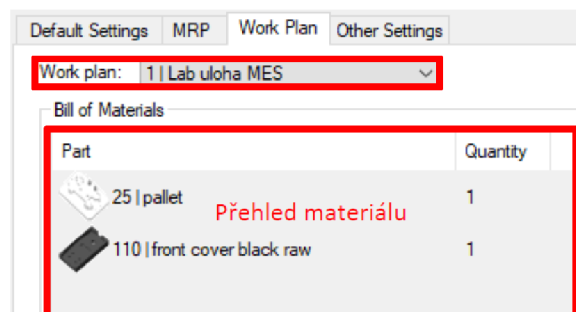 Default Settings MRP Work Plan Other Settings
Work plan: 1 | Lab uloha MES
Bill of Materials
Part Quantity
25 | pallet 1
Přehled materiálu
110 | front cover black raw 1